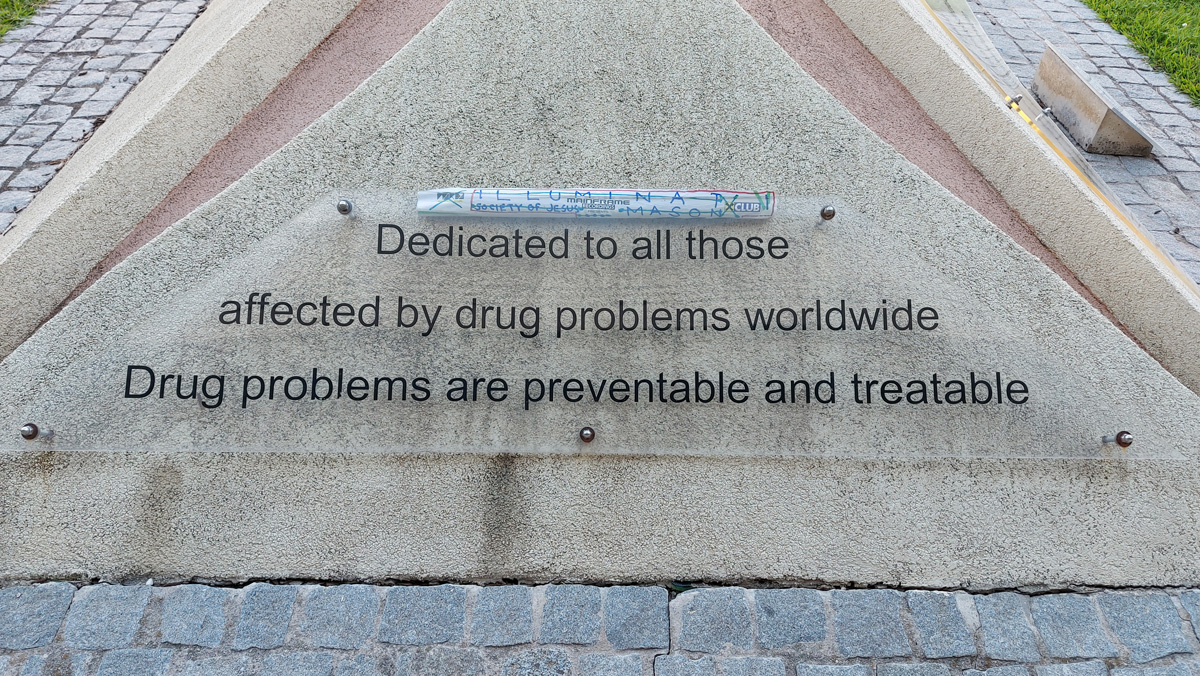 ILLUMINAT
SOCIETY OF JESUS MAINFRAME MASON CLUB
Dedicated to all those
affected by drug problems worldwide
Drug problems are preventable and treatable